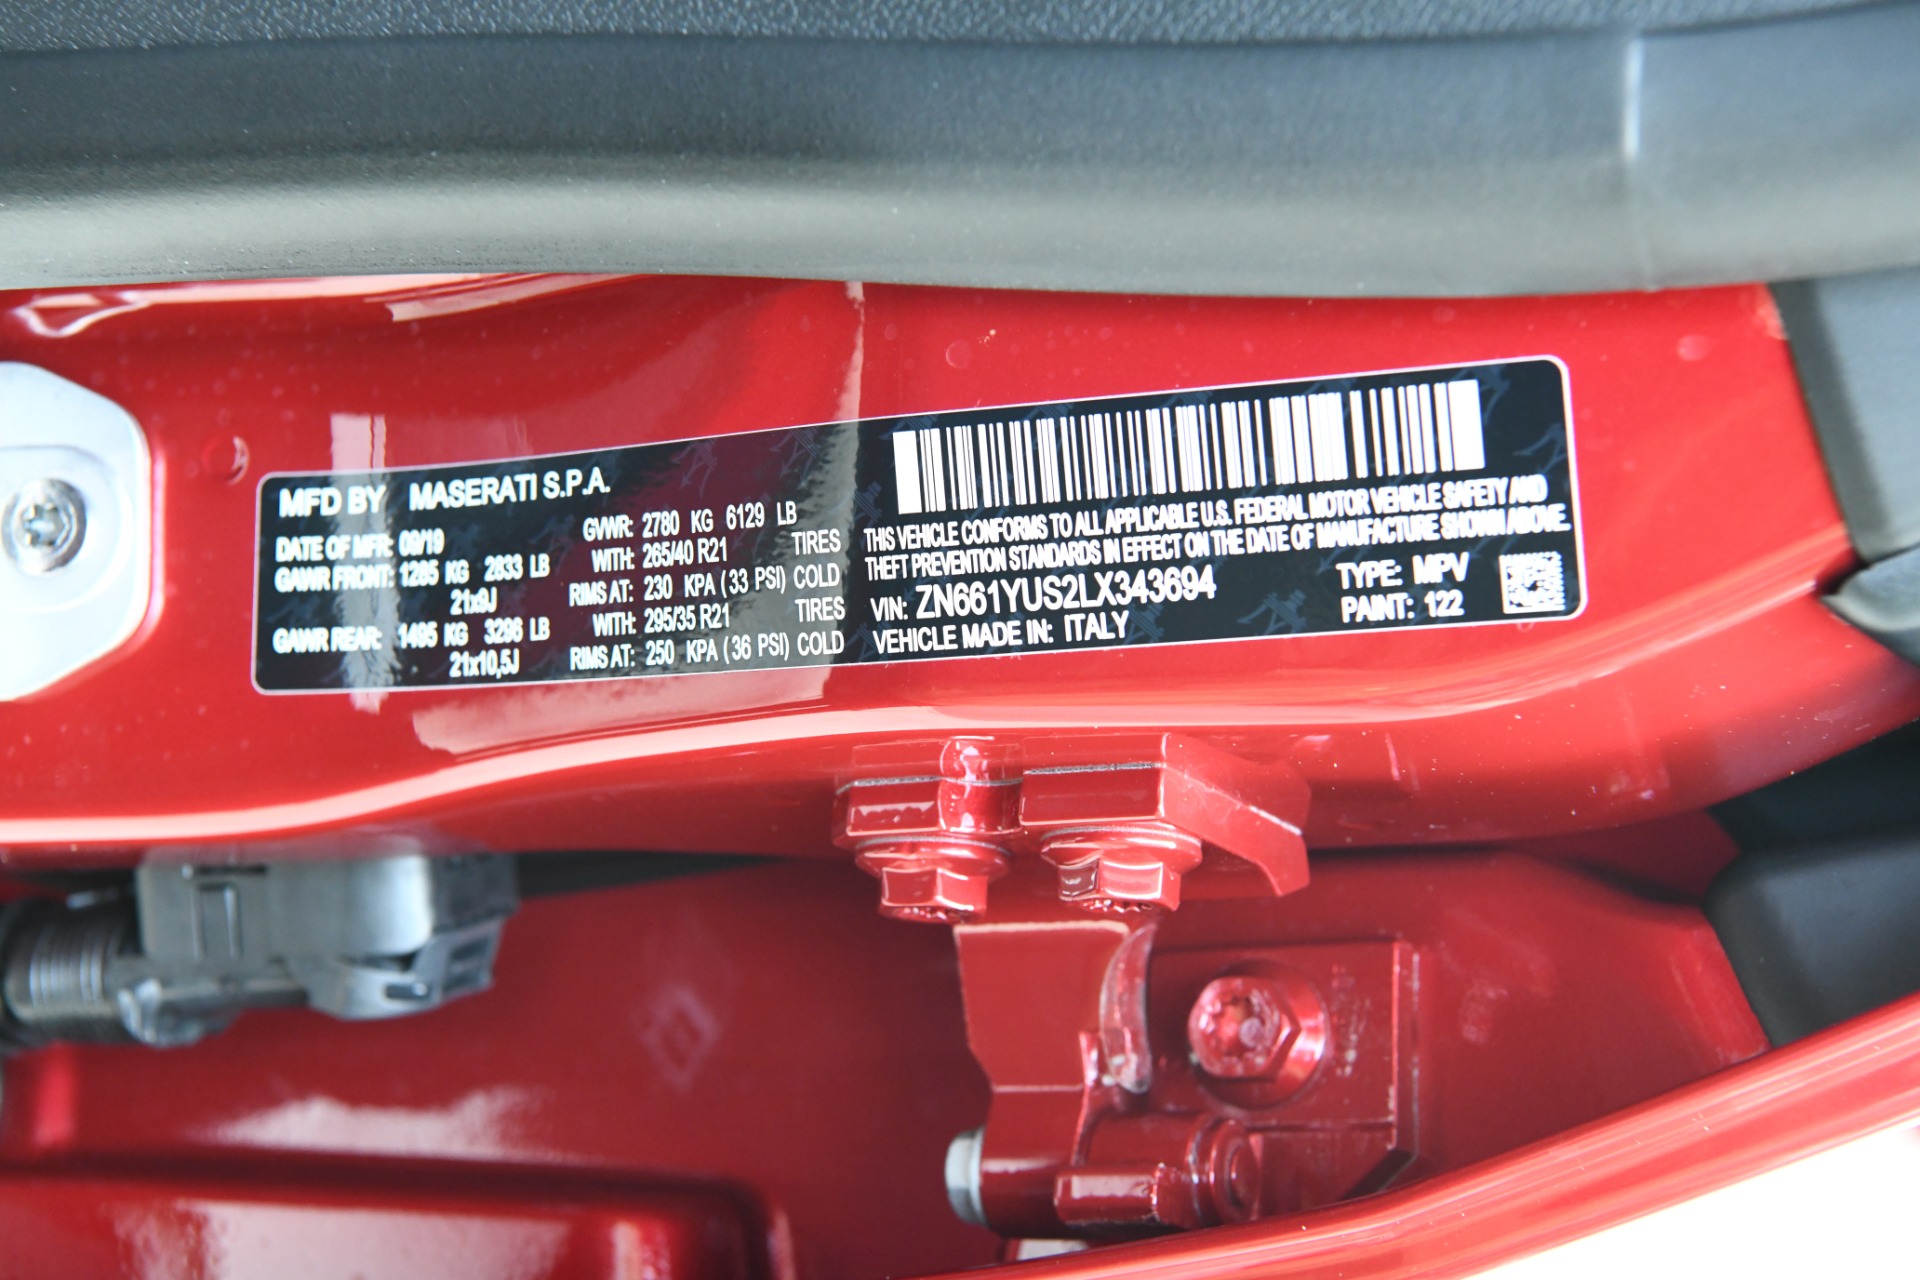 MFD BY MASERATI S.P.A.
DATE OF MFR: 09/19 GVWR: 2780 KG 6129 LB
GAWR FRONT: 1285 KG 2833 LB WITH: 265/40 R21 TIRES
21x9J RIMS AT: 230 KPA (33 PSI) COLD
GAWR REAR: 1495 KG 3296 LB WITH: 295/35 R21 TIRES
21x10,5J RIMS AT: 250 KPA (36 PSI) COLD
THIS VEHICLE CONFORMS TO ALL APPLICABLE U.S. FEDERAL MOTOR VEHICLE SAFETY AND
THEFT PREVENTION STANDARDS IN EFFECT ON THE DATE OF MANUFACTURE SHOWN ABOVE.
VIN: ZN661YUS2LX343694 TYPE: MPV
VEHICLE MADE IN: ITALY PAINT: 122